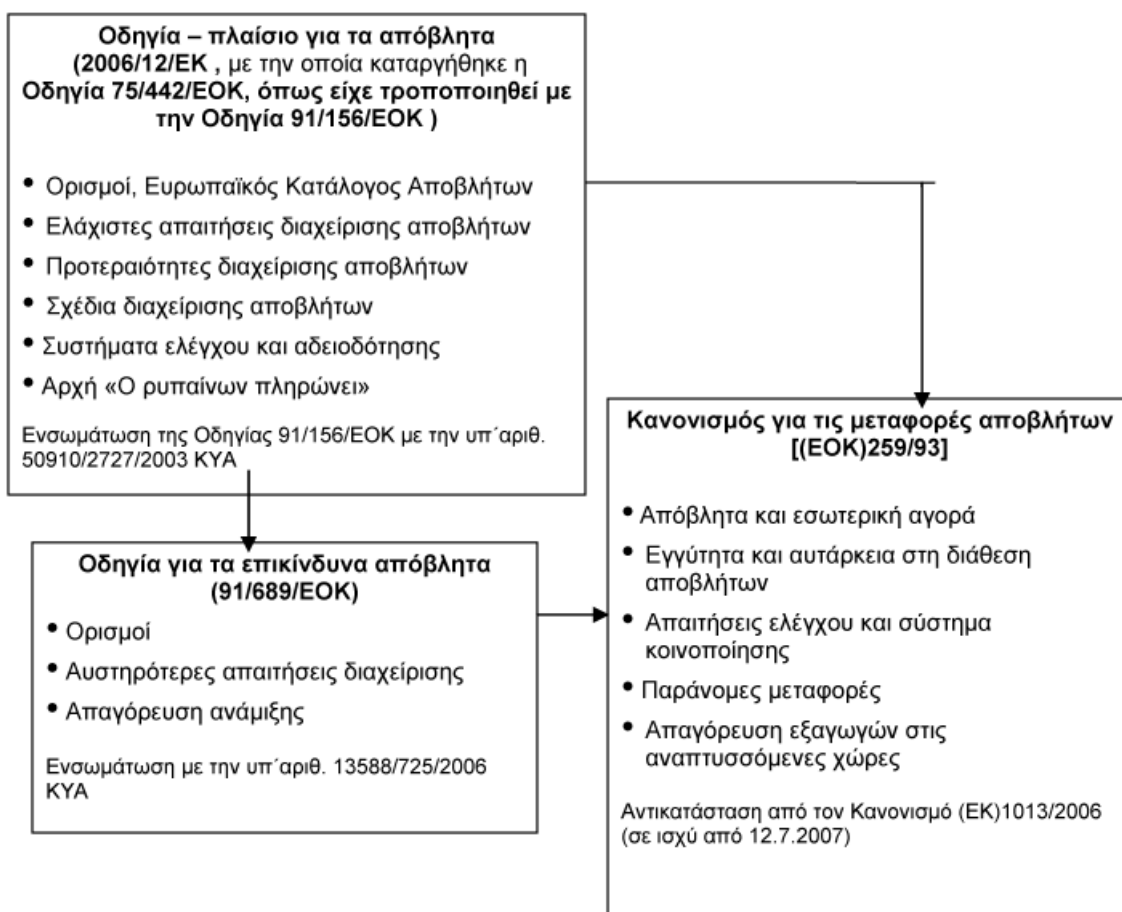 Οδηγία – πλαίσιο για τα απόβλητα
(2006/12/ΕΚ , με την οποία καταργήθηκε η
Οδηγία 75/442/ΕΟΚ, όπως είχε τροποποιηθεί με
την Οδηγία 91/156/ΕΟΚ )
• Ορισμοί, Ευρωπαϊκός Κατάλογος Αποβλήτων
• Ελάχιστες απαιτήσεις διαχείρισης αποβλήτων
• Προτεραιότητες διαχείρισης αποβλήτων
• Σχέδια διαχείρισης αποβλήτων
• Συστήματα ελέγχου και αδειοδότησης
• Αρχή «Ο ρυπαίνων πληρώνει»
Ενσωμάτωση της Οδηγίας 91/156/ΕΟΚ με την υπ΄αριθ.
50910/2727/2003 ΚΥΑ
Οδηγία για τα επικίνδυνα απόβλητα
(91/689/ΕΟΚ)
• Ορισμοί
• Αυστηρότερες απαιτήσεις διαχείρισης
• Απαγόρευση ανάμιξης
Ενσωμάτωση με την υπ΄αριθ. 13588/725/2006
ΚΥΑ
Κανονισμός για τις μεταφορές αποβλήτων
[(ΕΟΚ)259/93]
• Απόβλητα και εσωτερική αγορά
• Εγγύτητα και αυτάρκεια στη διάθεση
αποβλήτων
• Απαιτήσεις ελέγχου και σύστημα
κοινοποίησης
• Παράνομες μεταφορές
• Απαγόρευση εξαγωγών στις
αναπτυσσόμενες χώρες
Αντικατάσταση από τον Κανονισμό (ΕΚ)1013/2006
(σε ισχύ από 12.7.2007)